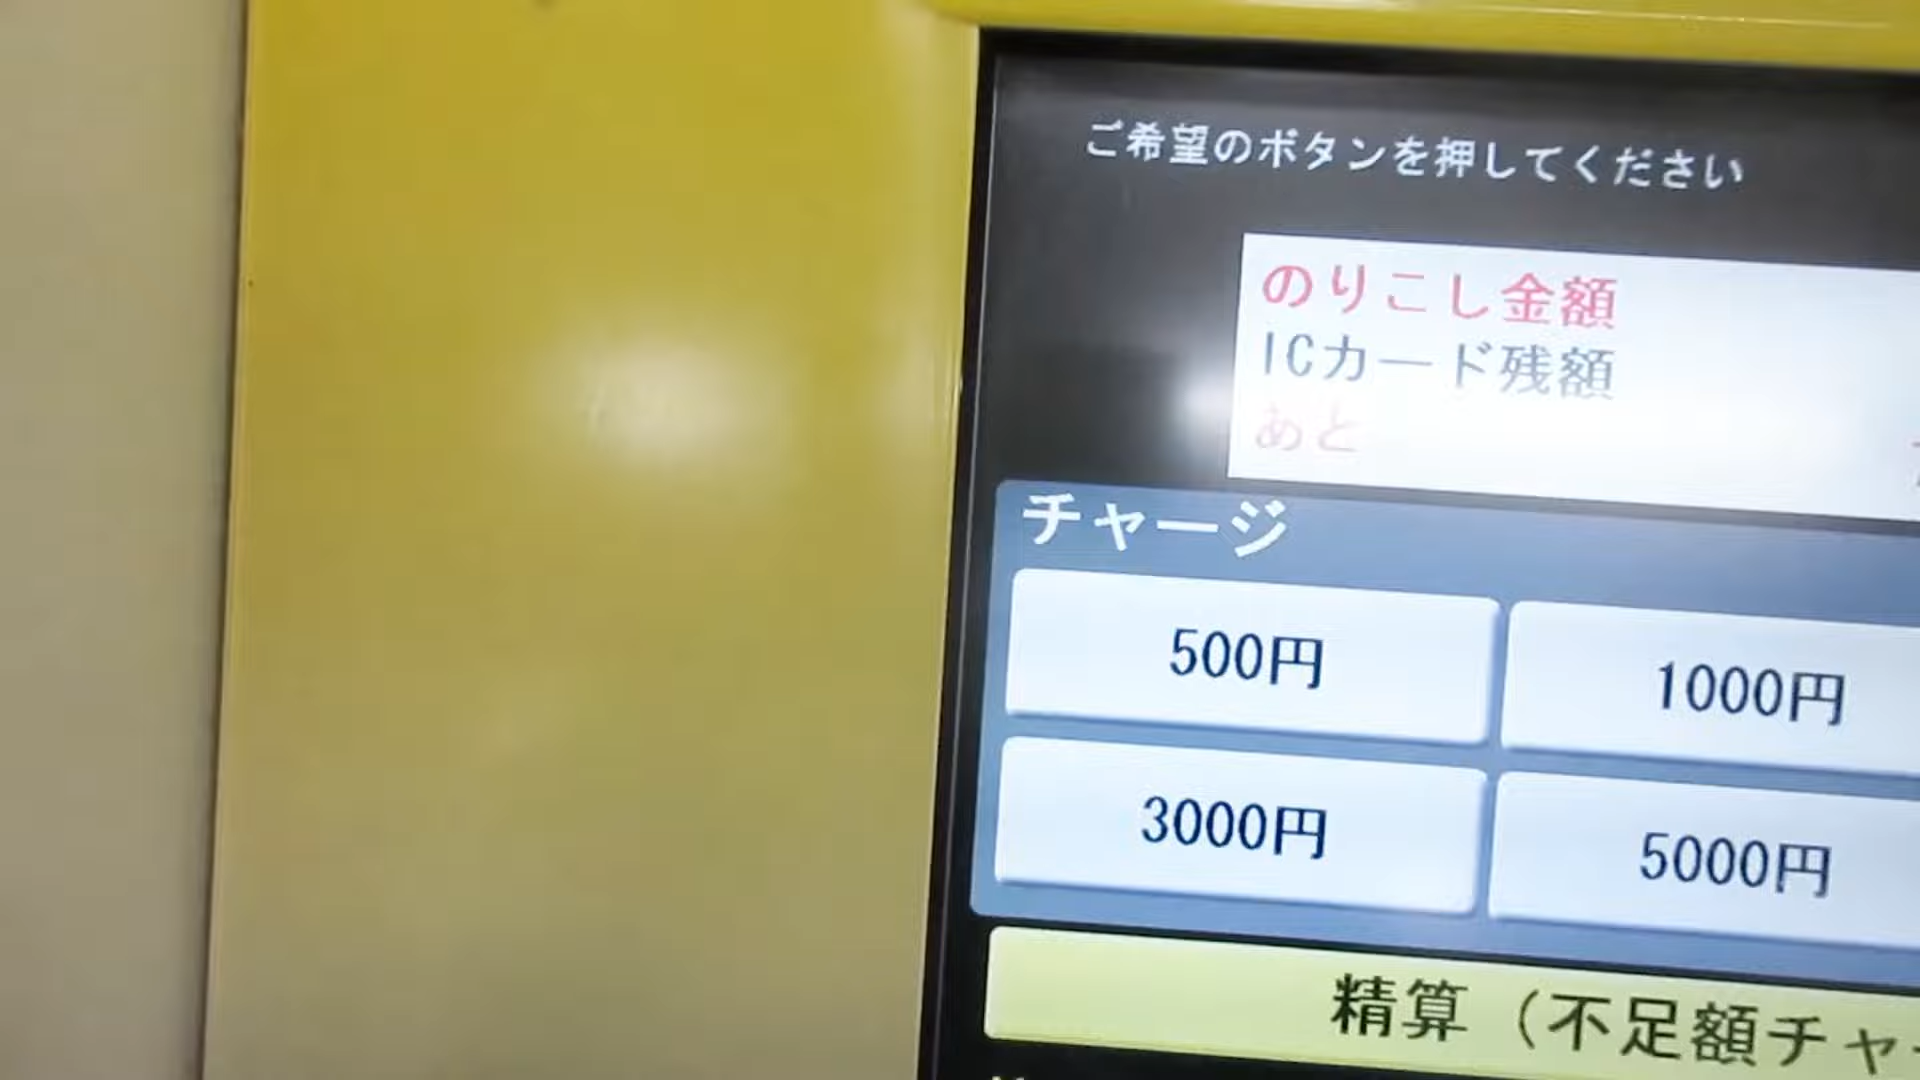 ご希望のボタンを押してください
のりこし金額
ICカード残額
あと
チャージ
500円
1000円
3000円
5000円
精算（不足額チャ